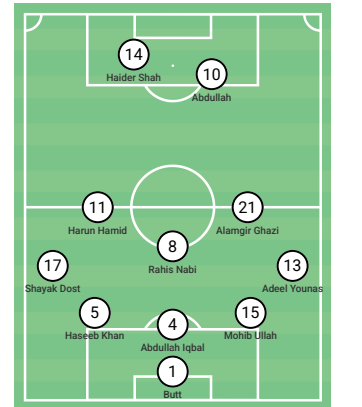 14
Haider Shah
10
Abdullah
11
Harun Hamid
21
Alamgir Ghazi
8
Rahis Nabi
17
Shayak Dost
13
Adeel Younas
5
Haseeb Khan
4
Abdullah Iqbal
15
Mohib Ullah
1
Butt